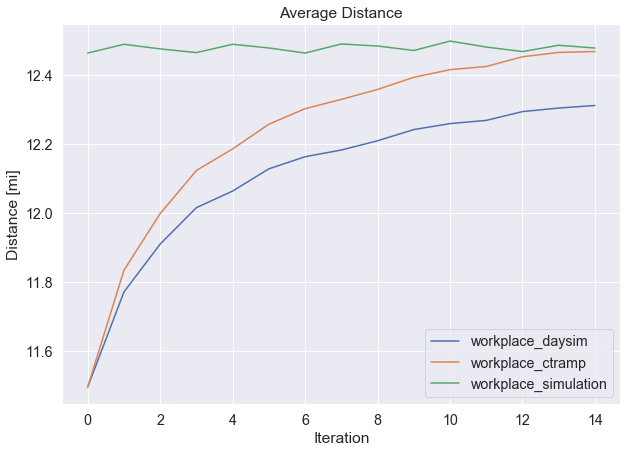 Average Distance
12.4
12.2
12.0
11.8
11.6
Distance [mi]
0 2 4 6 8 10 12 14
Iteration
workplace_daysim
workplace_ctramp
workplace_simulation